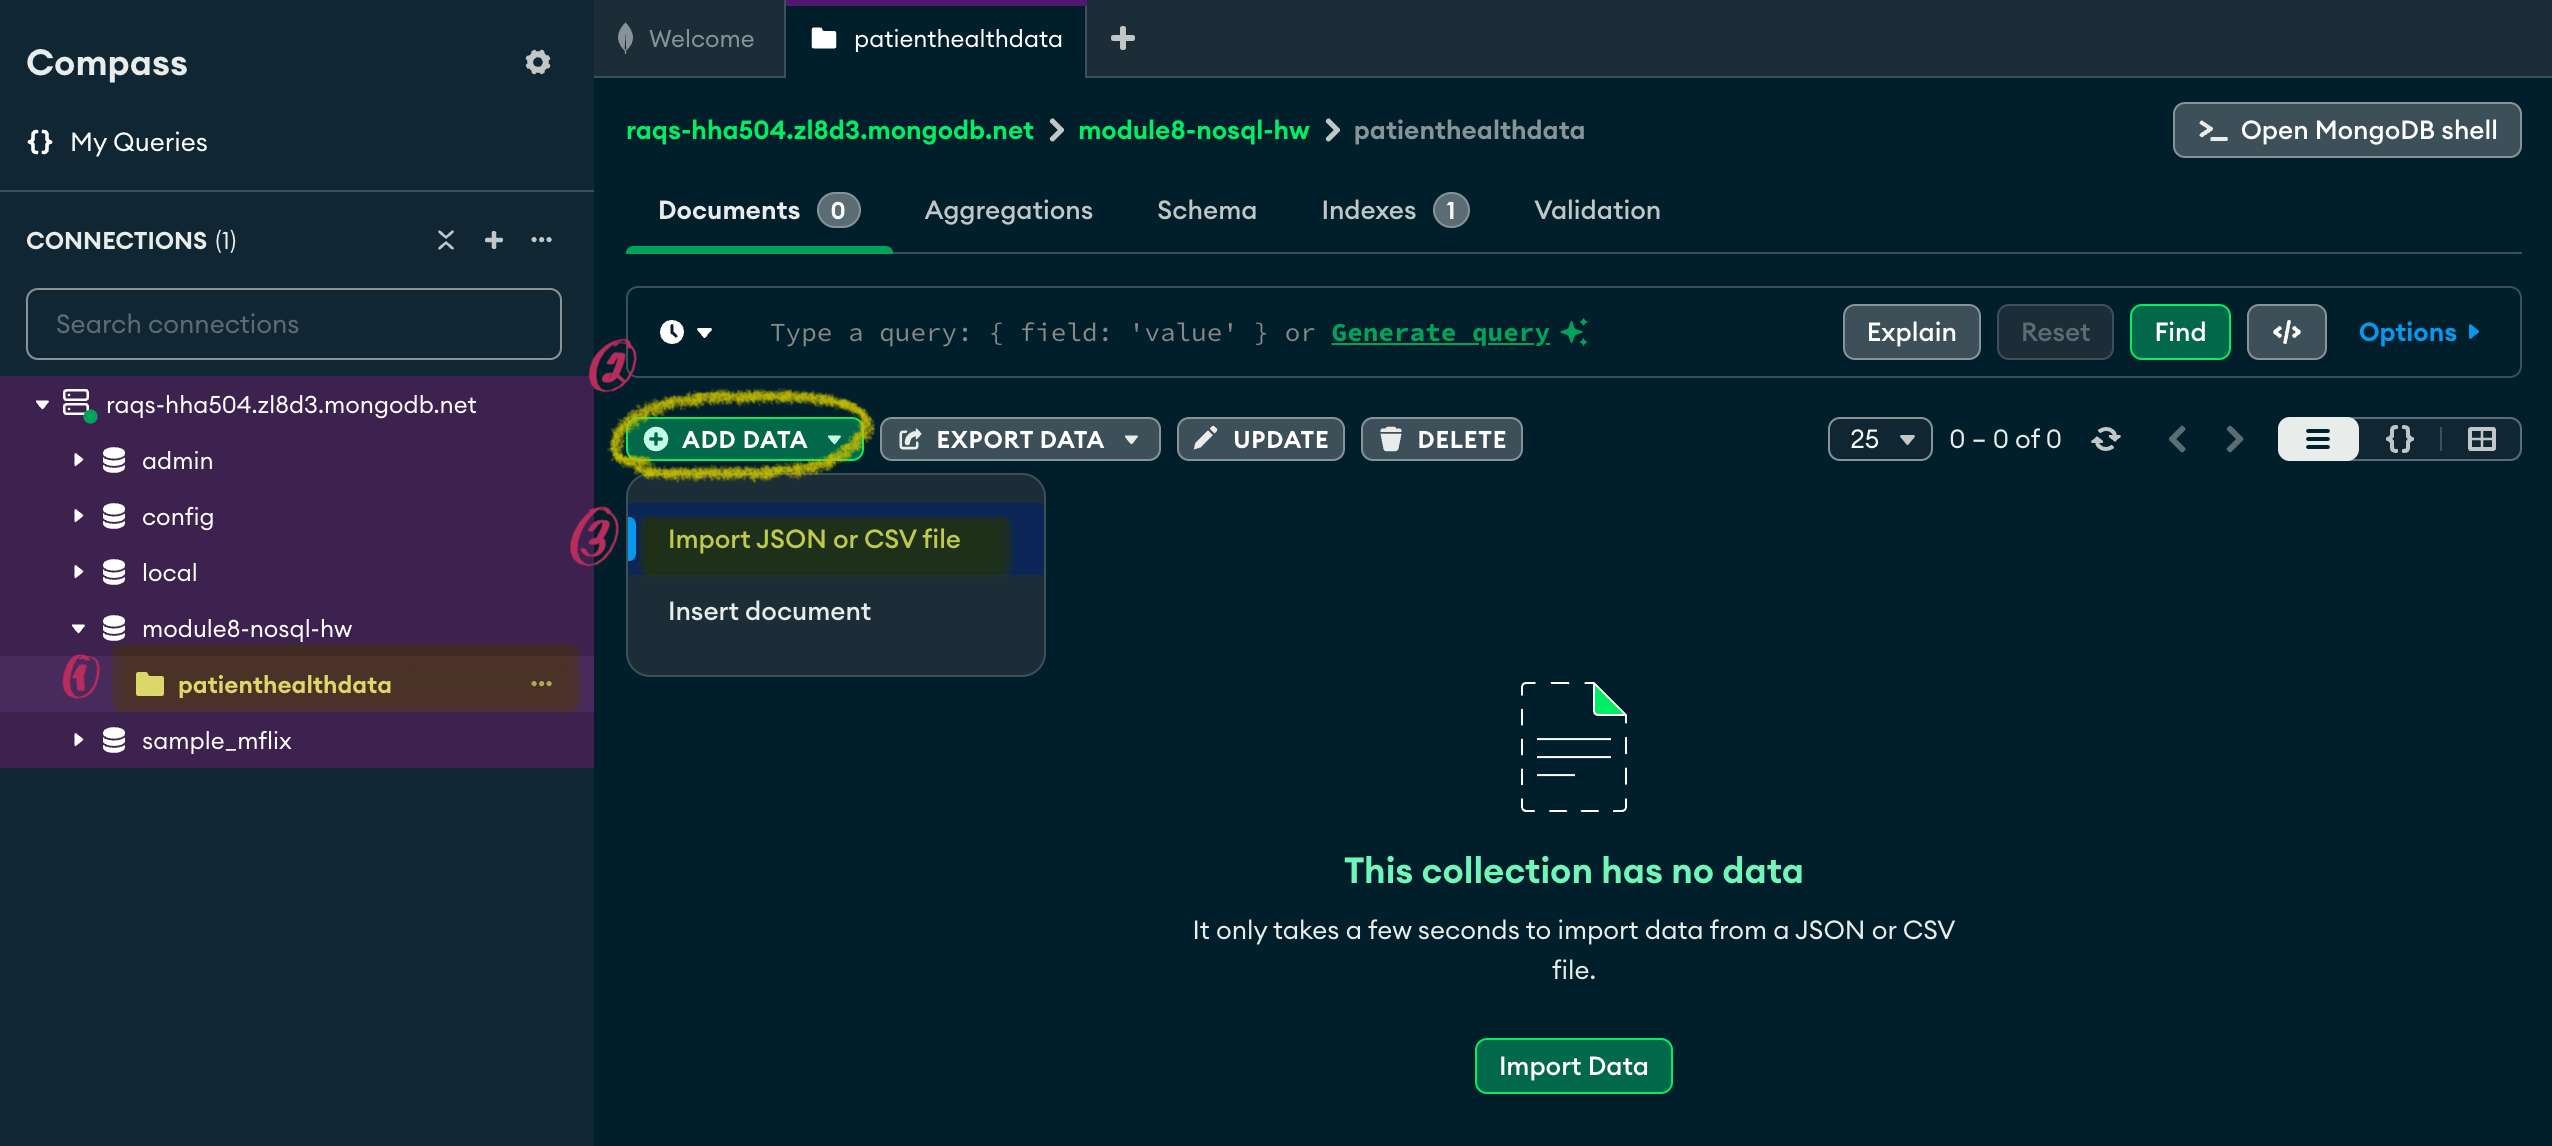 Compass
My Queries
CONNECTIONS (1)
Search connections
raqs-hha504.zl8d3.mongodb.net
admin
config
local
module8-nosql-hw
1
patienthealthdata
sample_mflix
Welcome
patienthealthdata
raqs-hha504.zl8d3.mongodb.net > module8-nosql-hw > patienthealthdata
>_ Open MongoDB shell
Documents 0 Aggregations Schema Indexes 1 Validation
Type a query: { field: 'value' } or Generate query
Explain Reset Find </> Options
2
ADD DATA EXPORT DATA UPDATE DELETE
25 0 – 0 of 0
3
Import JSON or CSV file
Insert document
This collection has no data
It only takes a few seconds to import data from a JSON or CSV
file.
Import Data